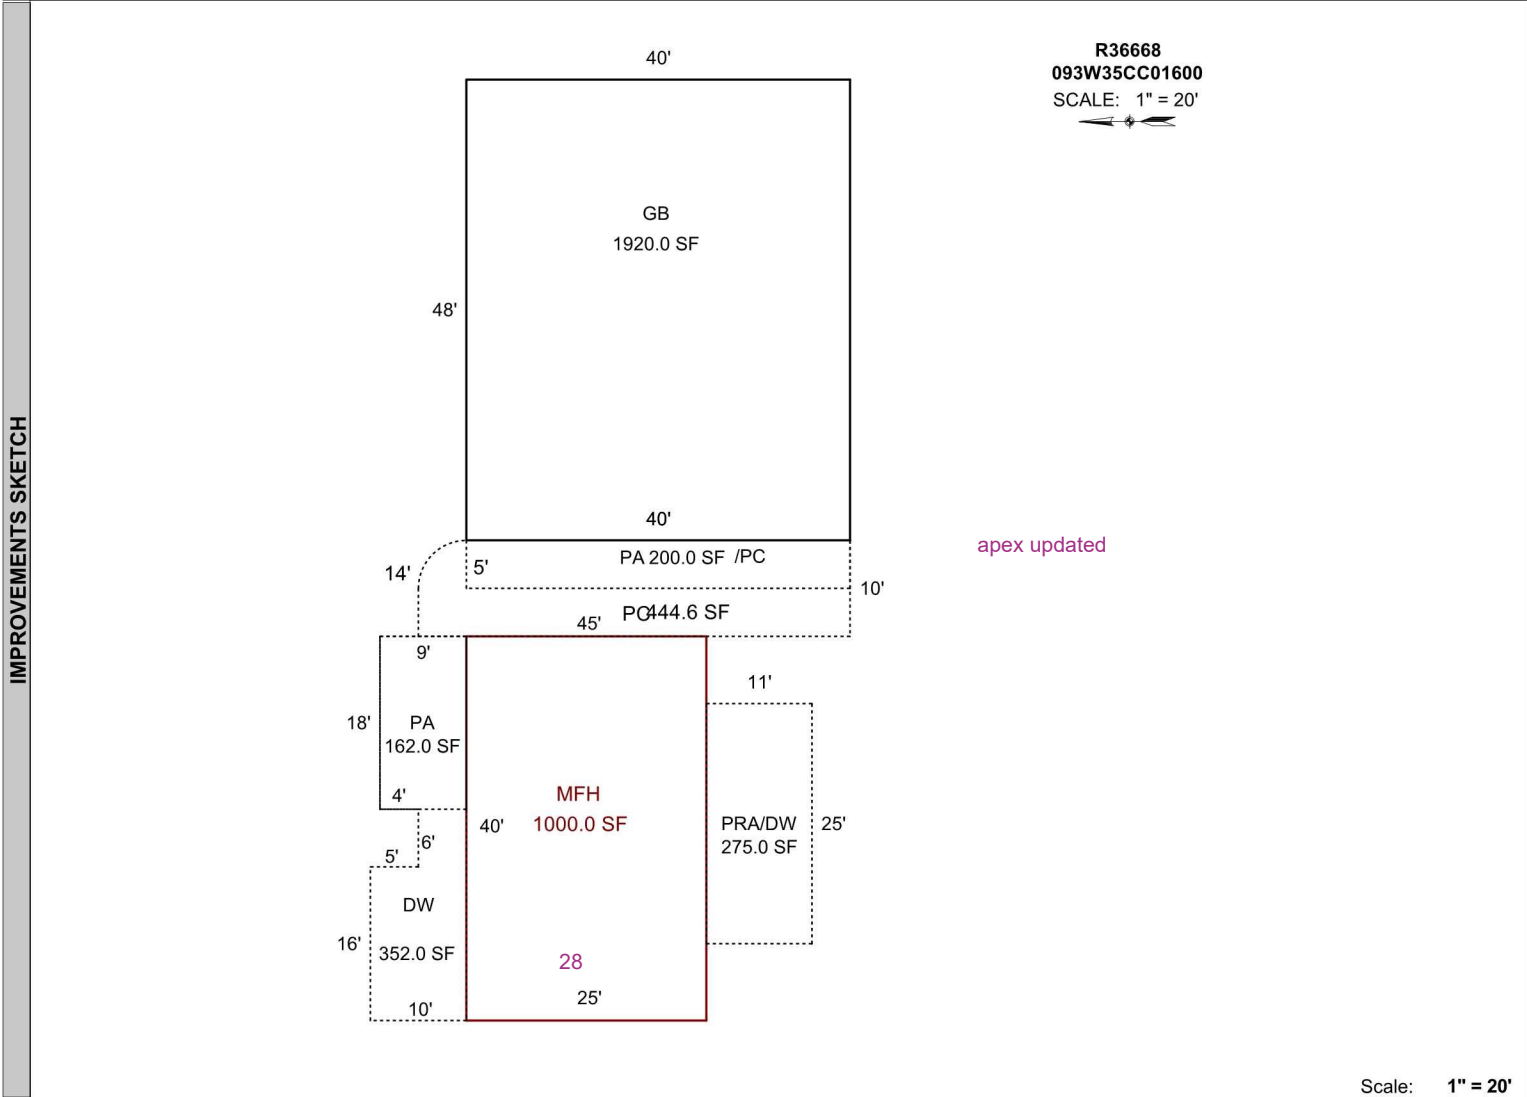 IMPROVEMENTS SKETCH
R36668
093W35CC01600
SCALE: 1" = 20'
40'
GB
1920.0 SF
48'
40'
apex updated
PA 200.0 SF /PC
5'
14'
10'
PC 444.6 SF
45'
9'
11'
18'
PA
162.0 SF
4'
MFH
1000.0 SF
40'
PRA/DW
275.0 SF
25'
6'
5'
DW
352.0 SF
16'
28
25'
10'
Scale: 1" = 20'